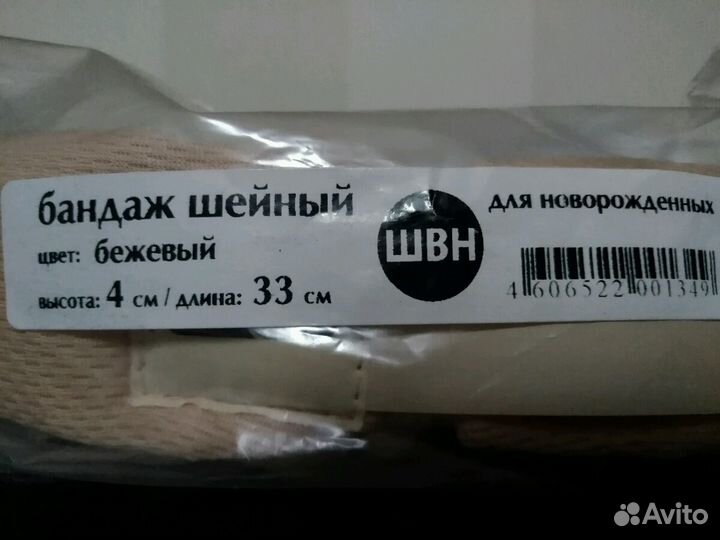 бандаж шейный
цвет: бежевый
высота: 4 см / длина: 33 см
ШВН
для новорожденных
4 606522 001349
Avito